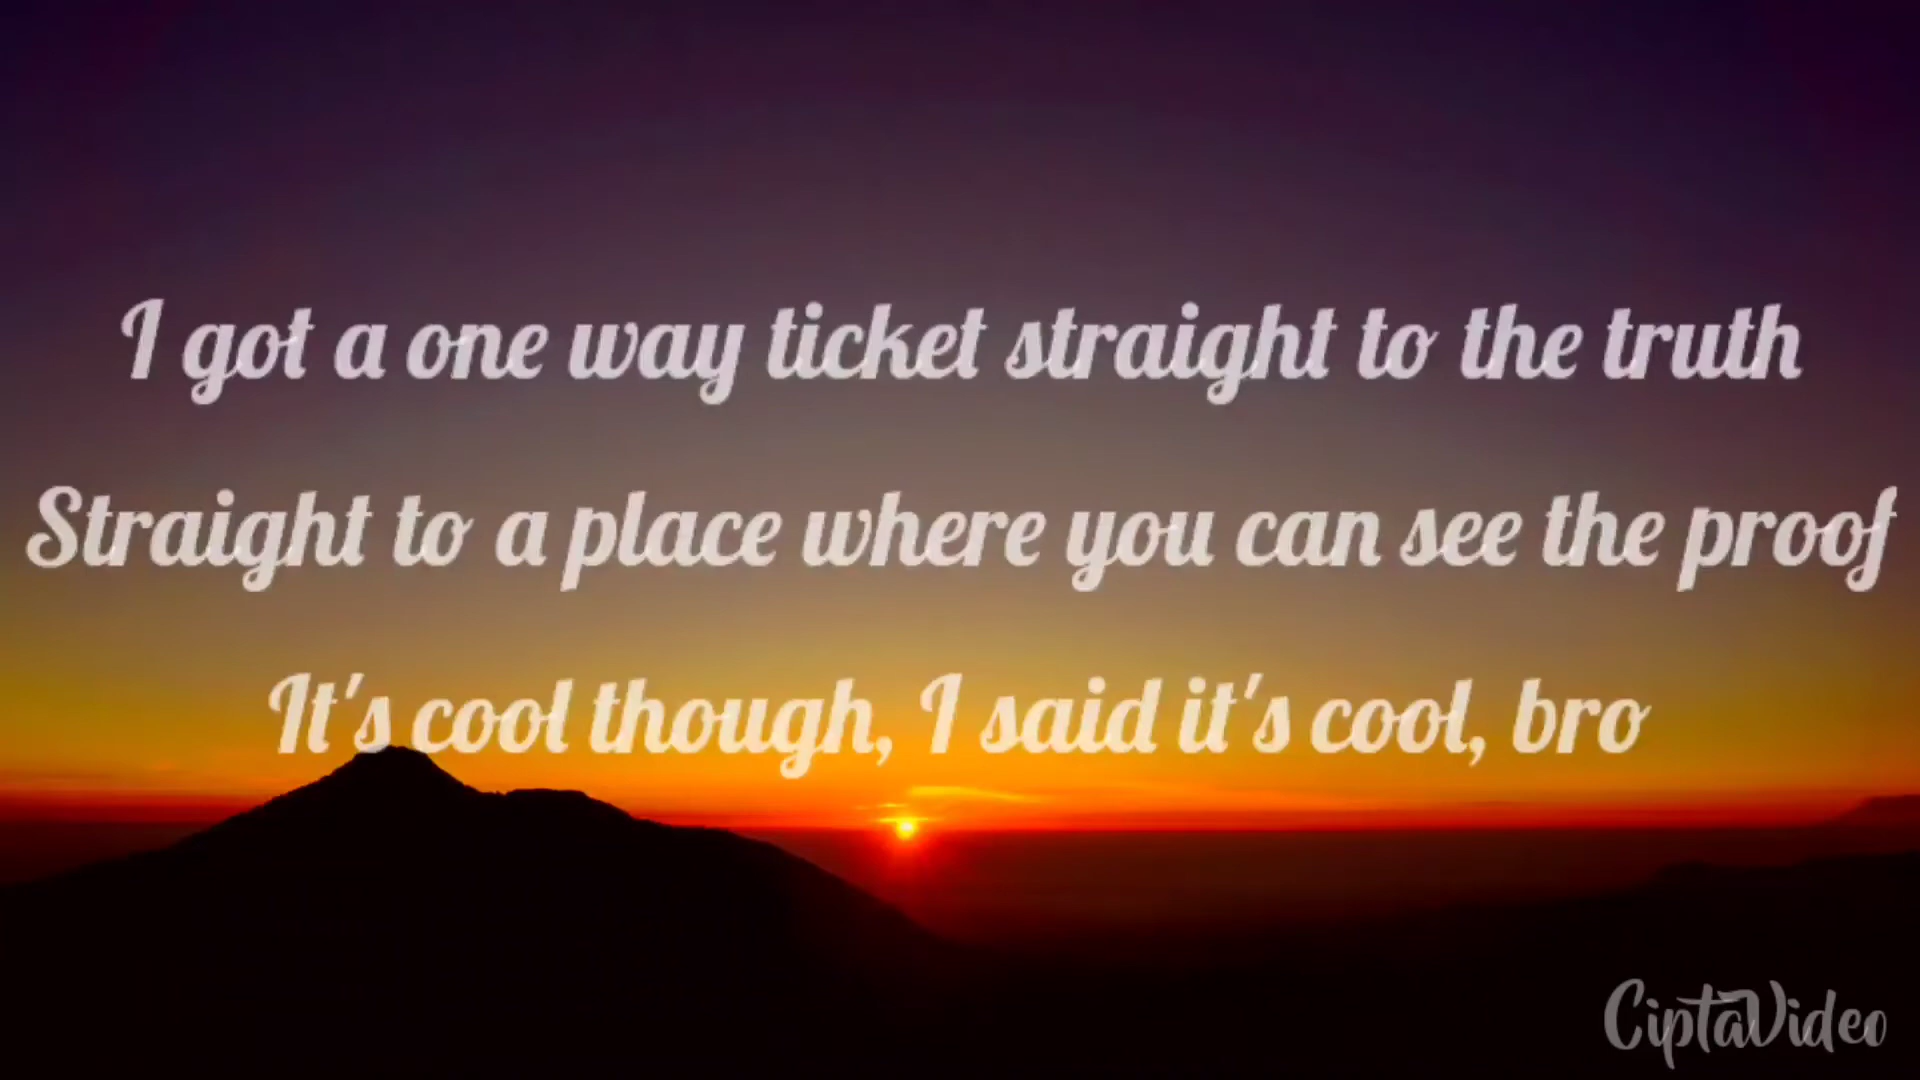 I got a one way ticket straight to the truth
Straight to a place where you can see the proof
It's cool though, I said it's cool, bro
CiptaVideo